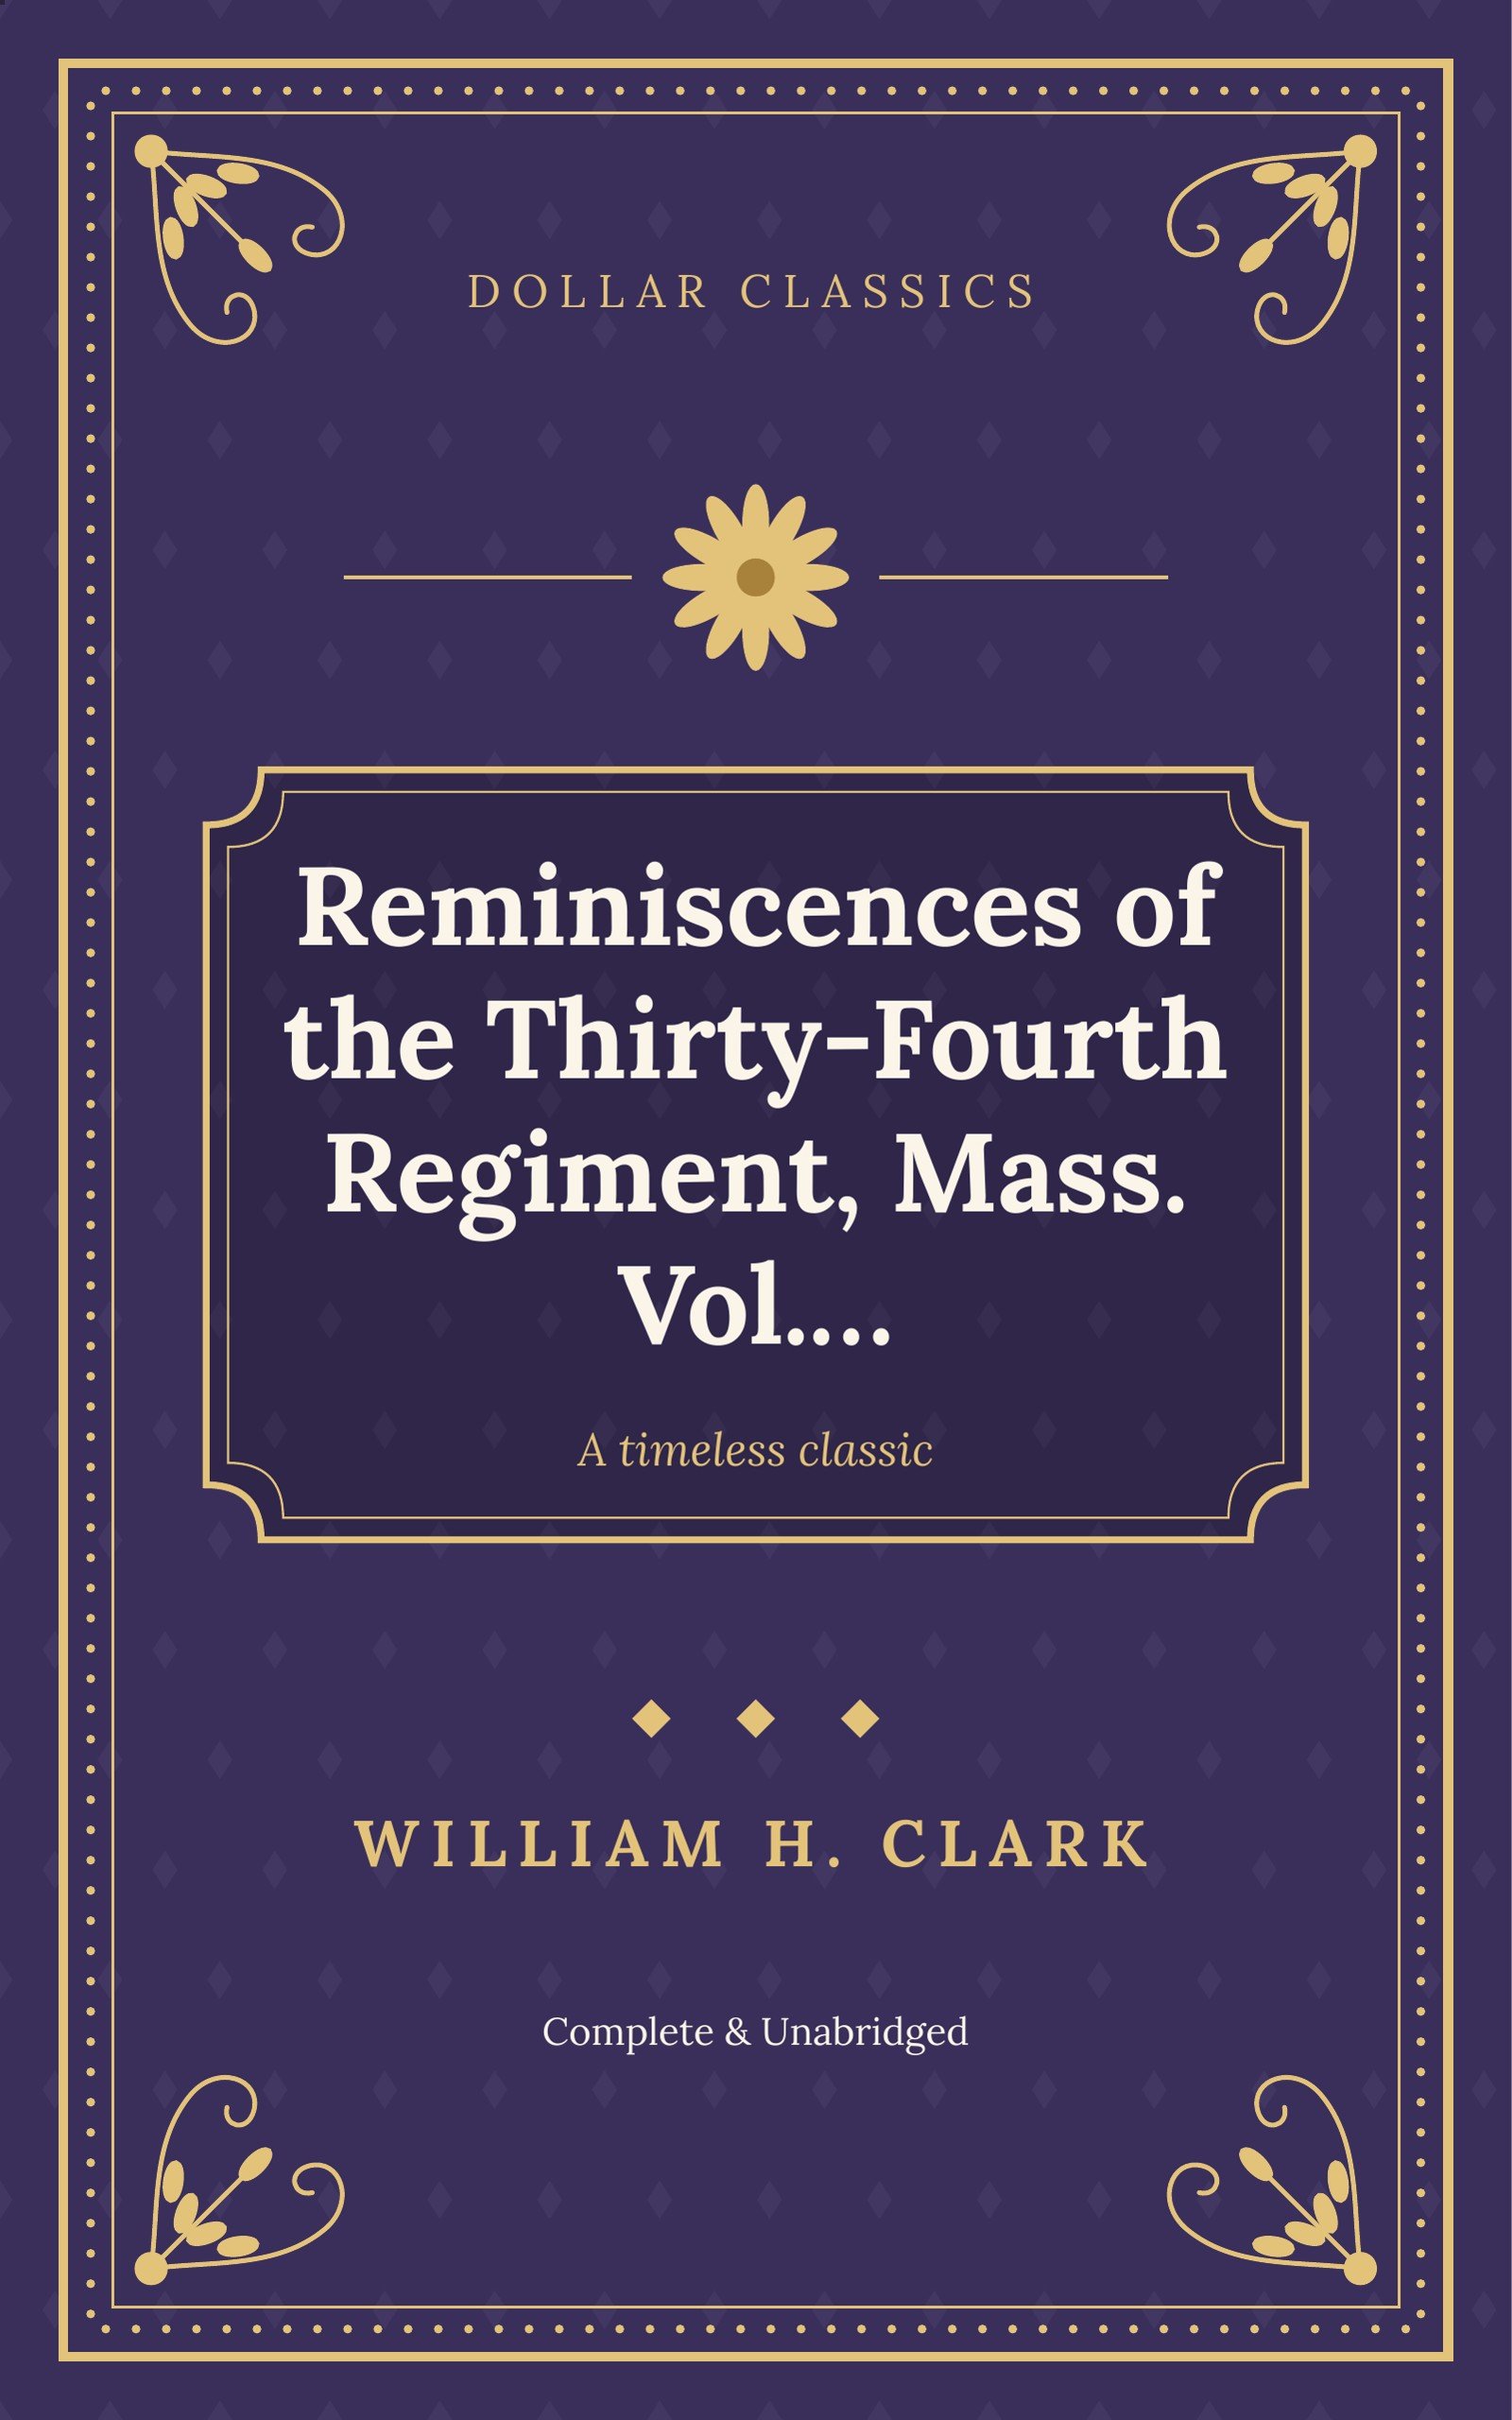 DOLLAR CLASSICS
Reminiscences of
the Thirty-Fourth
Regiment, Mass.
Vol....
A timeless classic
WILLIAM H. CLARK
Complete & Unabridged